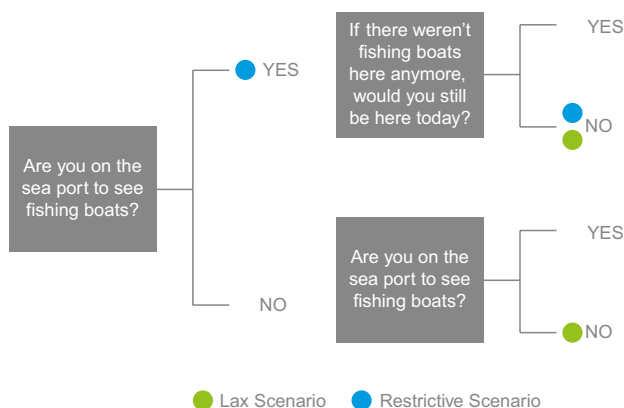 Are you on the
sea port to see
fishing boats?
YES
NO
If there weren't
fishing boats
here anymore,
would you still
be here today?
YES
NO
Are you on the
sea port to see
fishing boats?
YES
NO
Lax Scenario
Restrictive Scenario